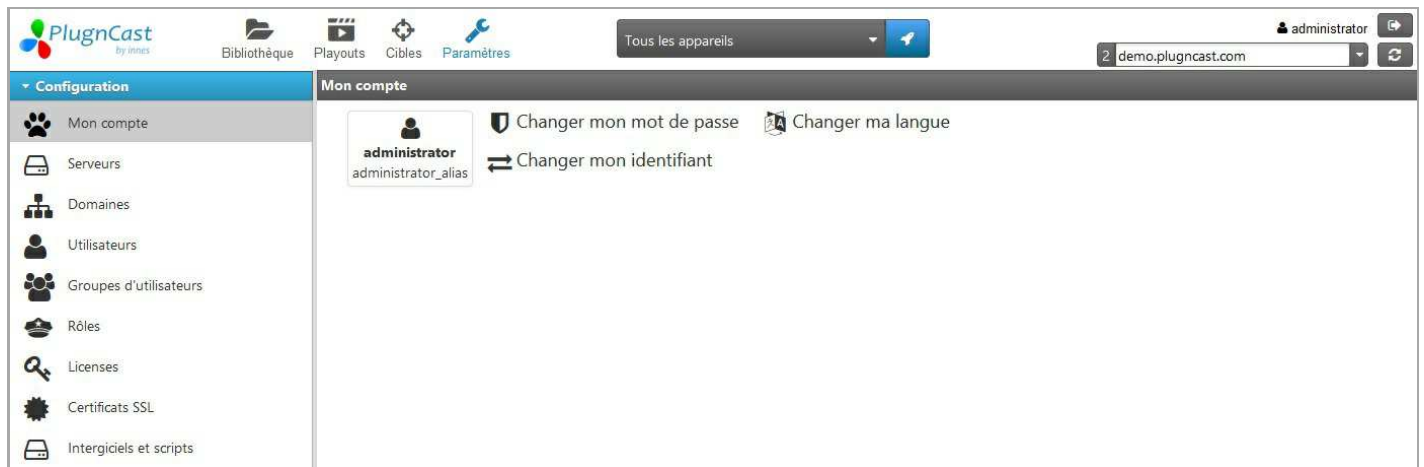 PlugnCast
by innes
Bibliothèque
Playouts
Cibles
Paramètres
Tous les appareils
administrator
2 demo.plugncast.com
Configuration
Mon compte
Serveurs
Domaines
Utilisateurs
Groupes d'utilisateurs
Rôles
Licenses
Certificats SSL
Intergiciels et scripts
Mon compte
administrator
administrator_alias
Changer mon mot de passe
Changer ma langue
Changer mon identifiant